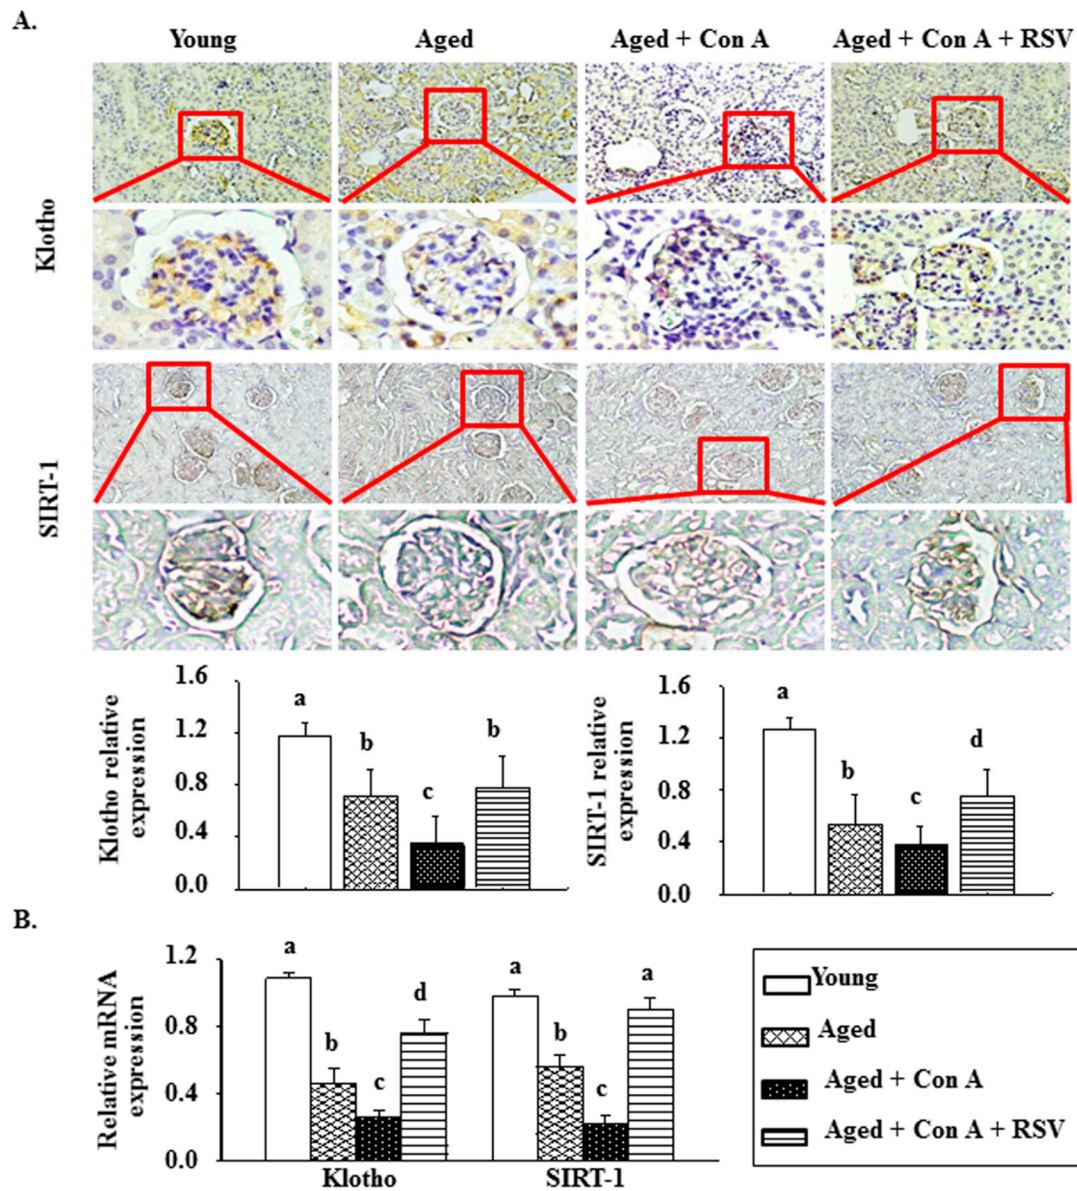 A.
Young Aged Aged + Con A Aged + Con A + RSV
Klotho
SIRT-1
Klotho relative
expression
1.6
1.2
0.8
0.4
0.0
a
b
c
b
SIRT-1 relative
expression
1.6
1.2
0.8
0.4
0.0
a
b
c
d
B.
Relative mRNA
expression
1.2
0.8
0.4
0.0
a
b
c
d
a
b
c
a
Klotho SIRT-1
Young
Aged
Aged + Con A
Aged + Con A + RSV